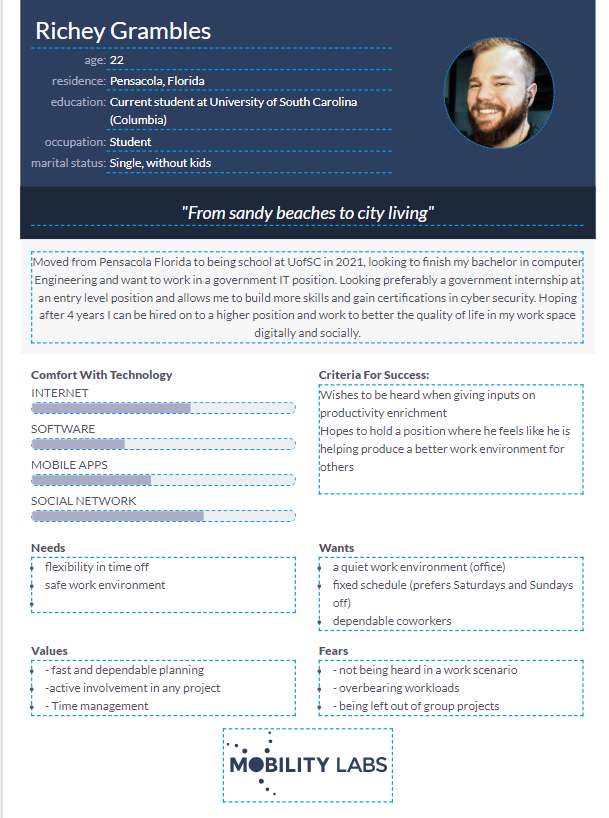 Richey Grambles
age: 22
residence: Pensacola, Florida
education: Current student at University of South Carolina
(Columbia)
occupation: Student
marital status: Single, without kids
"From sandy beaches to city living"
Moved from Pensacola Florida to being school at UofSC in 2021, looking to finish my bachelor in computer
Engineering and want to work in a government IT position. Looking preferably a government internship at
an entry level position and allows me to build more skills and gain certifications in cyber security. Hoping
after 4 years I can be hired on to a higher position and work to better the quality of life in my work space
digitally and socially.
Comfort With Technology
INTERNET
SOFTWARE
MOBILE APPS
SOCIAL NETWORK
Criteria For Success:
Wishes to be heard when giving inputs on
productivity enrichment
Hopes to hold a position where he feels like he is
helping produce a better work environment for
others
Needs
flexibility in time off
safe work environment
Wants
a quiet work environment (office)
fixed schedule (prefers Saturdays and Sundays
off)
dependable coworkers
Values
- fast and dependable planning
-active involvement in any project
- Time management
Fears
- not being heard in a work scenario
- overbearing workloads
- being left out of group projects
MOBILITY LABS